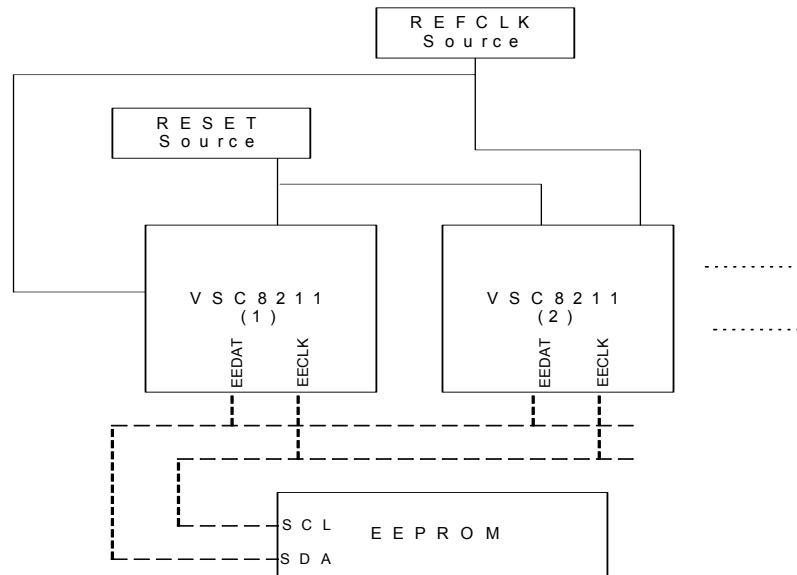 REFCLK
Source
RESET
Source
VSC8211
(1)
VSC8211
(2)
EEDAT
EECLK
EEDAT
EECLK
SCL
EEPROM
SDA